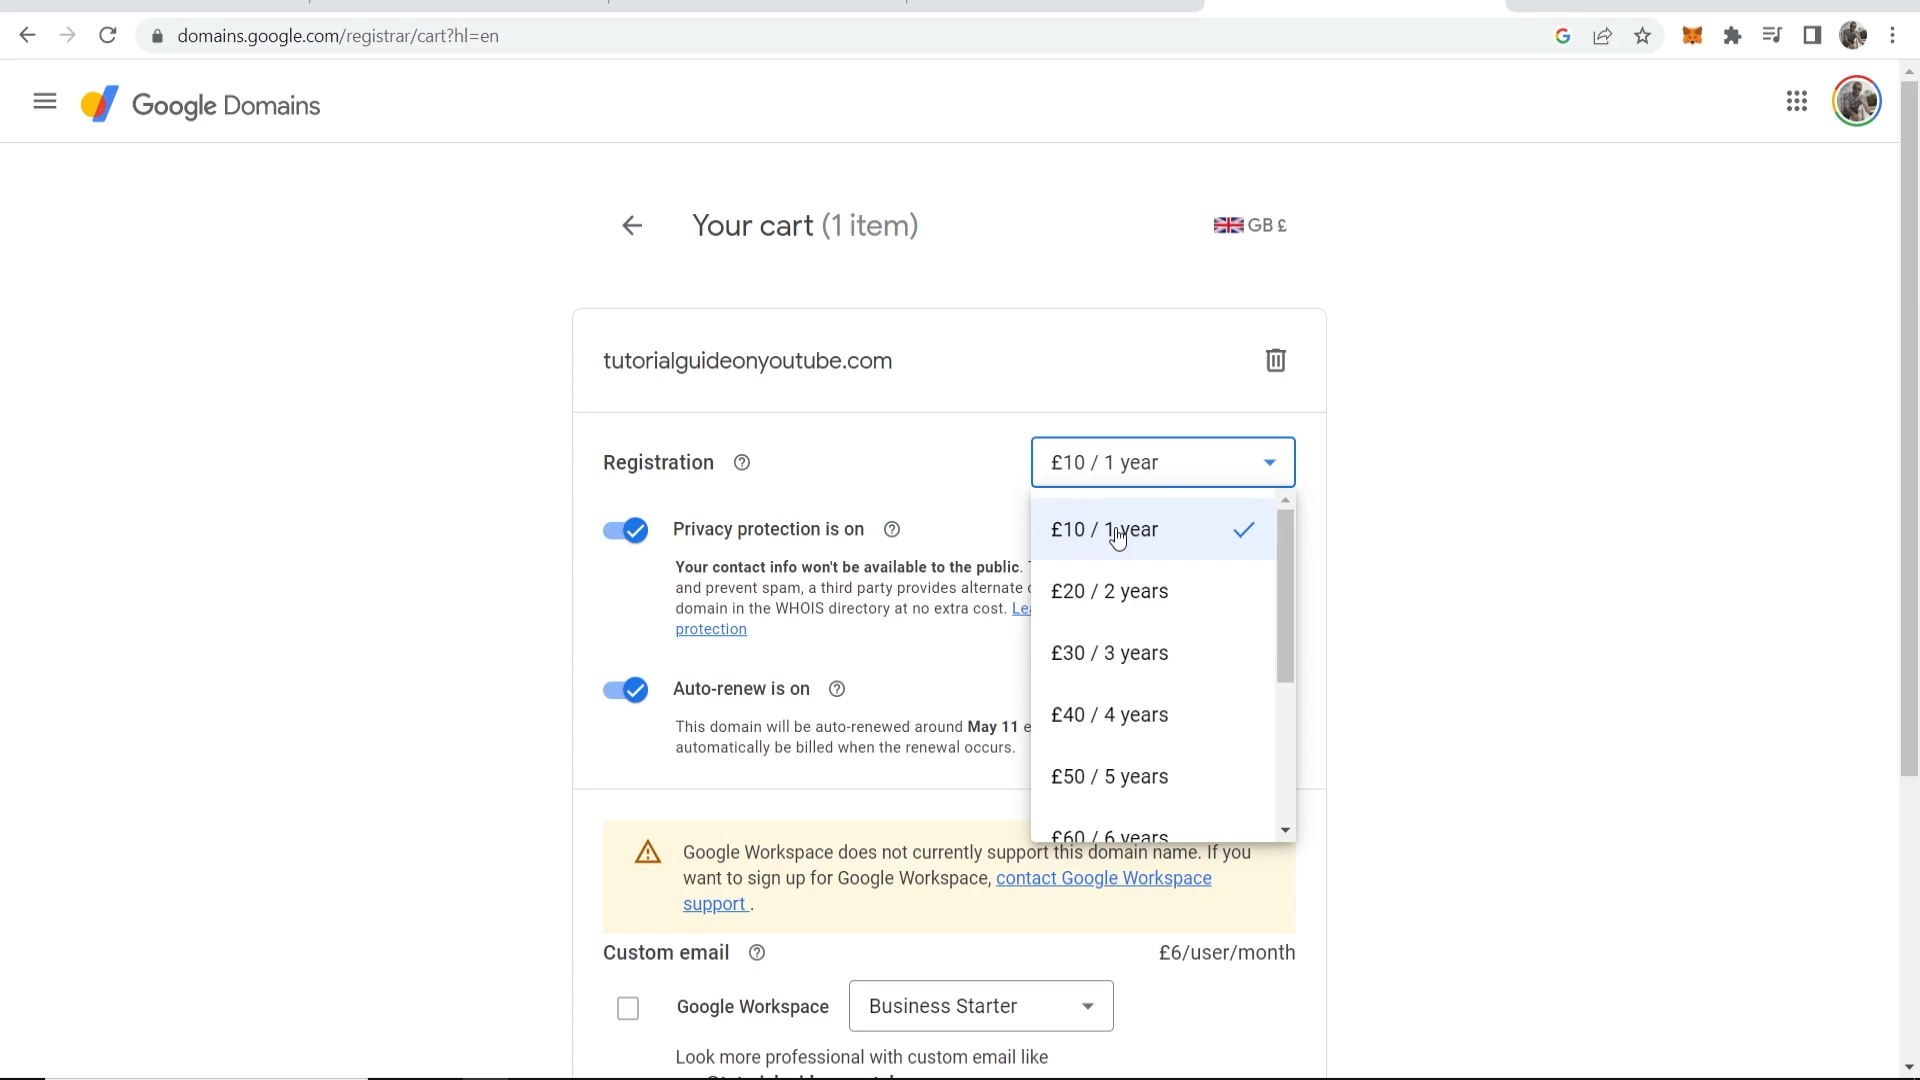 domains.google.com/registrar/cart?hl=en
Google Domains
Your cart (1 item)
GB £
tutorialguideonyoutube.com
Registration
£10 / 1 year
£10 / 1 year
Privacy protection is on
Your contact info won't be available to the public.
and prevent spam, a third party provides alternate
£20 / 2 years
domain in the WHOIS directory at no extra cost.
protection
£30 / 3 years
Auto-renew is on
£40 / 4 years
This domain will be auto-renewed around May 11
automatically be billed when the renewal occurs.
£50 / 5 years
£60 / 6 years
Google Workspace does not currently support this domain name. If you
want to sign up for Google Workspace, contact Google Workspace
support .
Custom email
£6/user/month
Google Workspace
Business Starter
Look more professional with custom email like